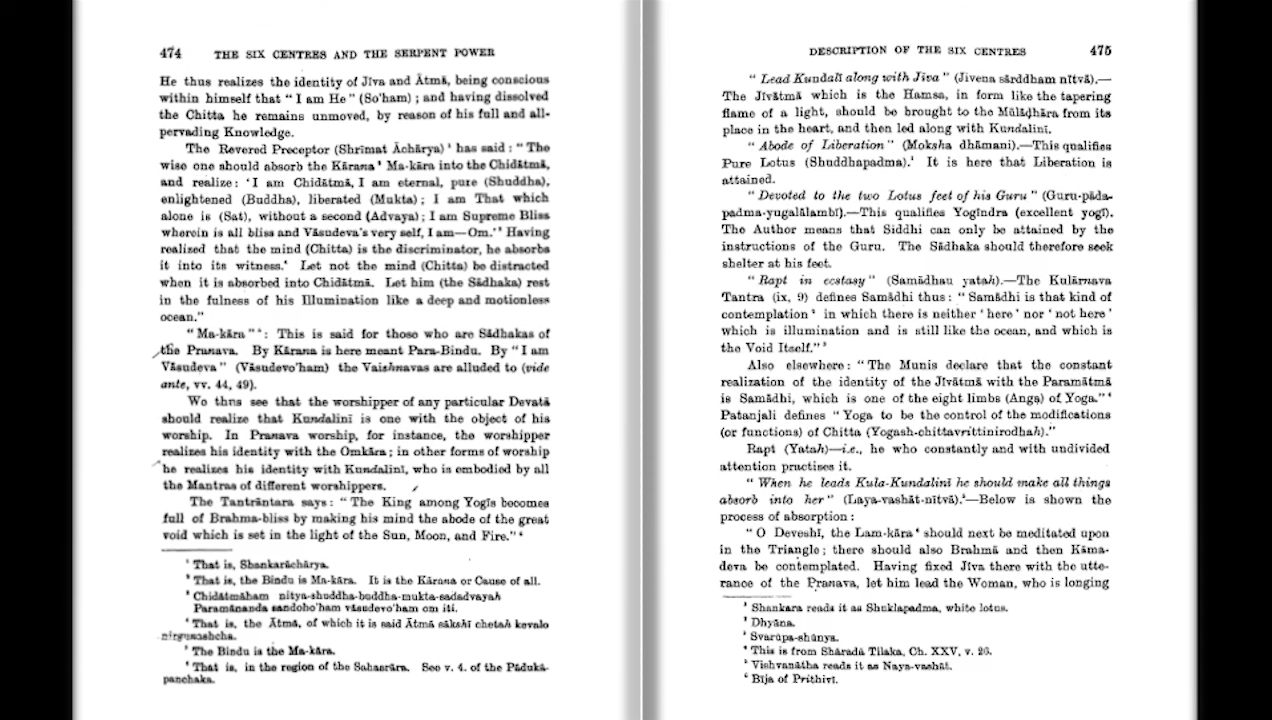 474 THE SIX CENTRES AND THE SERPENT POWER
He thus realizes the identity of Jīva and Ātmā, being conscious
within himself that “ I am He ” (So’ham) ; and having dissolved
the Chitta he remains unmoved, by reason of his full and all-
pervading Knowledge.
The Revered Preceptor (Shrīmat Āchārya) ¹ has said : “ The
wise one should absorb the Kārana ² Ma-kāra into the Chidātmā,
and realize : ‘ I am Chidātmā, I am eternal, pure (Shuddha),
enlightened (Buddha), liberated (Mukta) ; I am That which
alone is (Sat), without a second (Advaya) ; I am Supreme Bliss
wherein is all bliss and Vāsudeva’s very self, I am—Om.’ ³ Having
realized that the mind (Chitta) is the discriminator, he absorbs
it into its witness.⁴ Let not the mind (Chitta) be distracted
when it is absorbed into Chidātmā. Let him (the Sādhaka) rest
in the fulness of his Illumination like a deep and motionless
ocean.”
“ Ma-kāra ” ⁵ : This is said for those who are Sādhakas of
the Pranava. By Kārana is here meant Para-Bindu. By “ I am
Vāsudeva ” (Vāsudevo’ham) the Vaishnavas are alluded to (vide
ante, vv. 44, 49).
We thus see that the worshipper of any particular Devatā
should realize that Kundalinī is one with the object of his
worship. In Pranava worship, for instance, the worshipper
realizes his identity with the Omkāra ; in other forms of worship
he realizes his identity with Kundalinī, who is embodied by all
the Mantras of different worshippers.
The Tantrāntara says : “ The King among Yogīs becomes
full of Brahma-bliss by making his mind the abode of the great
void which is set in the light of the Sun, Moon, and Fire.” ⁶
¹ That is, Shankarāchārya.
² That is, the Bindu is Ma-kāra. It is the Kārana or Cause of all.
³ Chidātmāham nitya-shuddha-buddha-mukta-sadadvayah
Paramānanda sandoho’ham vāsudevo’ham om iti.
⁴ That is, the Ātmā, of which it is said Ātmā sākshī chetah kevalo
nirgunashcha.
⁵ The Bindu is the Ma-kāra.
⁶ That is, in the region of the Sahasrāra. See v. 4. of the Pādukā-
panchaka.
DESCRIPTION OF THE SIX CENTRES 475
“ Lead Kundalī along with Jīva ” (Jīvena sārddham nītvā).—
The Jīvātmā which is the Hamsa, in form like the tapering
flame of a light, should be brought to the Mūlādhāra from its
place in the heart, and then led along with Kundalinī.
“ Abode of Liberation ” (Moksha dhāmani).—This qualifies
Pure Lotus (Shuddhapadma).¹ It is here that Liberation is
attained.
“ Devoted to the two Lotus feet of his Guru ” (Guru-pāda-
padma-yugalālambī).—This qualifies Yogīndra (excellent yogī).
The Author means that Siddhi can only be attained by the
instructions of the Guru. The Sādhaka should therefore seek
shelter at his feet.
“ Rapt in ecstasy ” (Samādhau yatah).—The Kulārnava
Tantra (ix, 9) defines Samādhi thus : “ Samādhi is that kind of
contemplation ² in which there is neither ‘ here ’ nor ‘ not here ’
which is illumination and is still like the ocean, and which is
the Void Itself.” ³
Also elsewhere : “ The Munis declare that the constant
realization of the identity of the Jīvātmā with the Paramātmā
is Samādhi, which is one of the eight limbs (Anga) of Yoga.” ⁴
Patanjali defines “ Yoga to be the control of the modifications
(or functions) of Chitta (Yogash-chittavrittinirodhah).”
Rapt (Yatah)—i.e., he who constantly and with undivided
attention practises it.
“ When he leads Kula-Kundalinī he should make all things
absorb into her ” (Laya-vashāt-nītvā).⁵—Below is shown the
process of absorption :
“ O Deveshī, the Lam-kāra ⁶ should next be meditated upon
in the Triangle ; there should also Brahmā and then Kāma-
deva be contemplated. Having fixed Jīva there with the utte-
rance of the Pranava, let him lead the Woman, who is longing
¹ Shankara reads it as Shuklapadma, white lotus.
² Dhyāna.
³ Svarūpa-shūnya.
⁴ This is from Shāradā Tilaka, Ch. XXV, v. 26.
⁵ Vishvanātha reads it as Naya-vashāt.
⁶ Bīja of Prithivī.